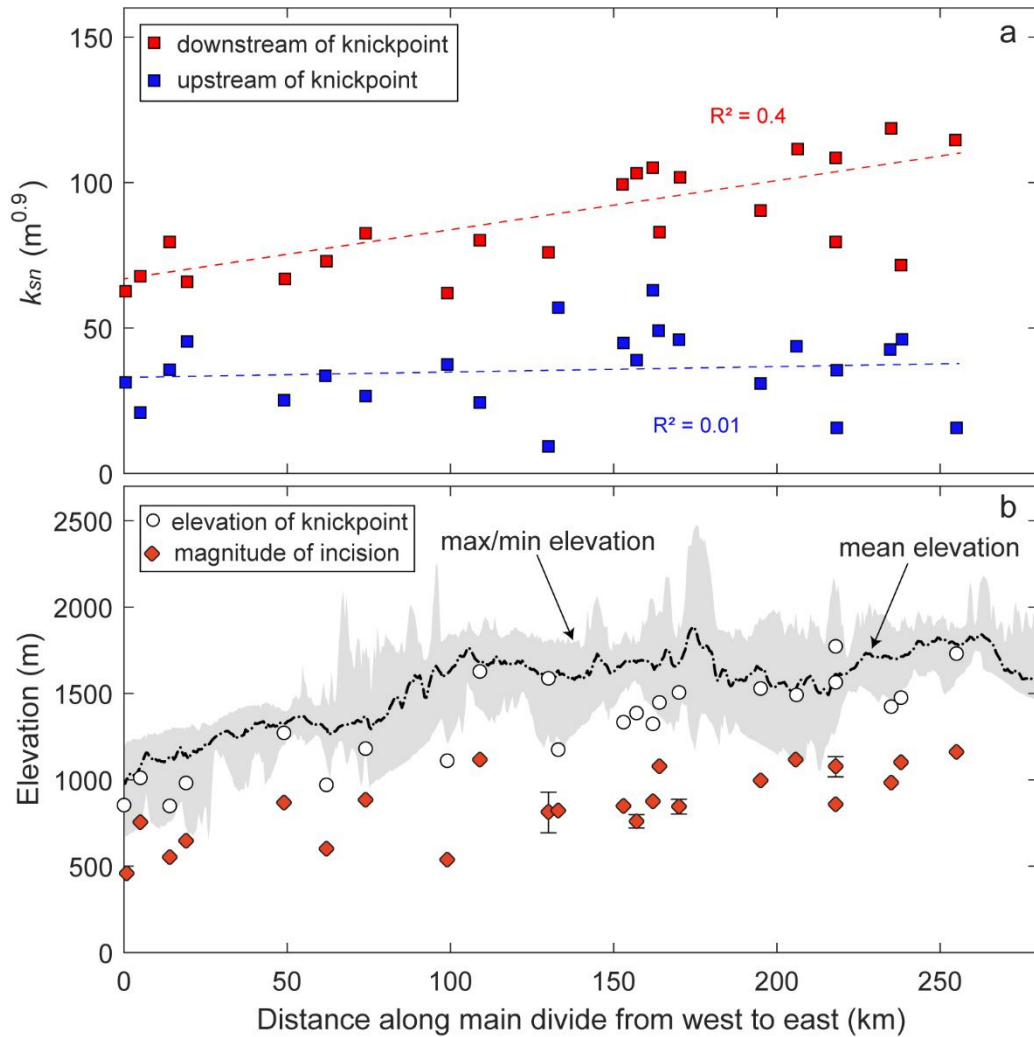 a
downstream of knickpoint
upstream of knickpoint
R² = 0.4
R² = 0.01
150
100
50
0
kₛₙ (m⁰·⁹)
b
elevation of knickpoint
magnitude of incision
max/min elevation
mean elevation
2500
2000
1500
1000
500
0
Elevation (m)
0 50 100 150 200 250
Distance along main divide from west to east (km)